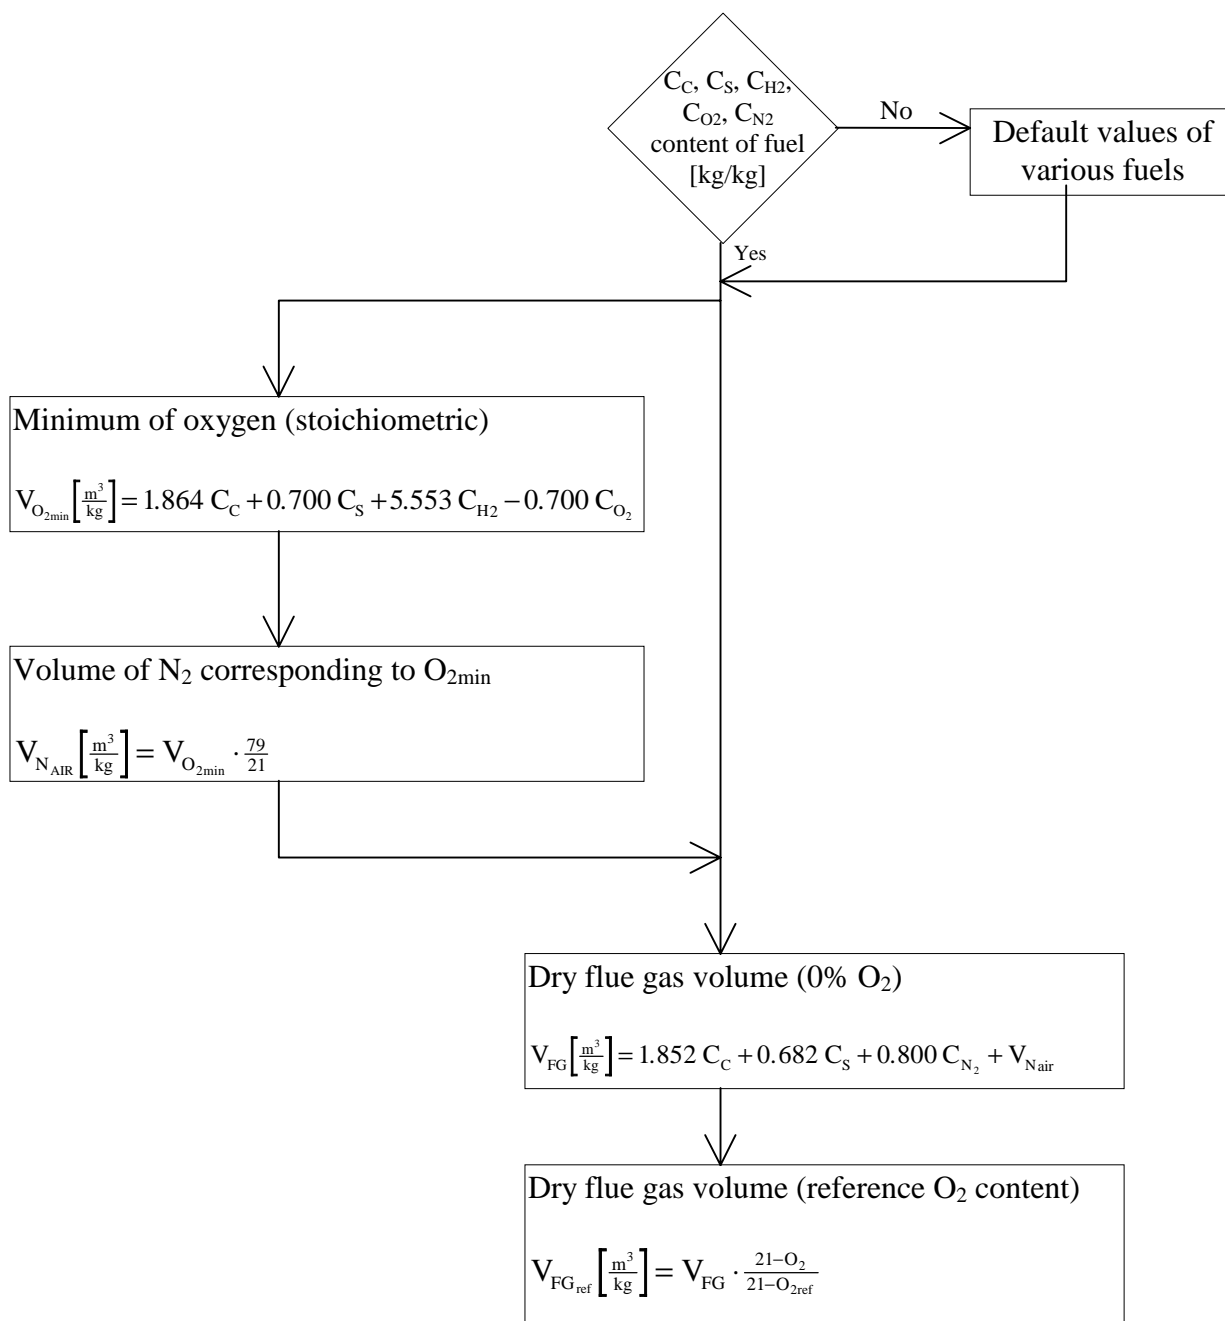 C_C, C_S, C_H2,
C_O2, C_N2
content of fuel
[kg/kg]
No
Default values of
various fuels
Yes
Minimum of oxygen (stoichiometric)
V_O2min [m³/kg] = 1.864 C_C + 0.700 C_S + 5.553 C_H2 − 0.700 C_O2
Volume of N₂ corresponding to O_2min
V_N_AIR [m³/kg] = V_O2min · 79/21
Dry flue gas volume (0% O₂)
V_FG [m³/kg] = 1.852 C_C + 0.682 C_S + 0.800 C_N2 + V_Nair
Dry flue gas volume (reference O₂ content)
V_FG_ref [m³/kg] = V_FG · (21−O₂)/(21−O_2ref)